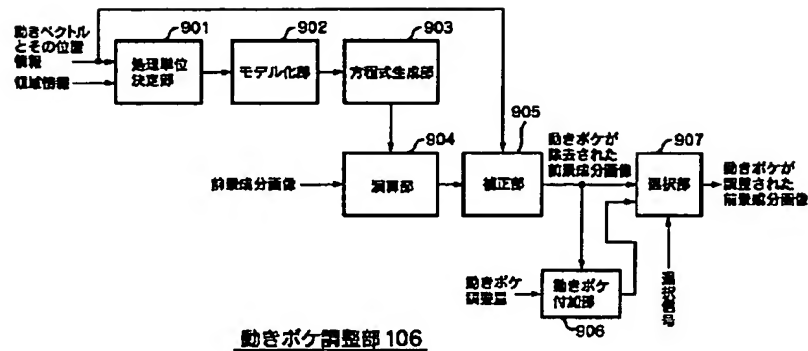 901
902
903
動きベクトル
とその位置
情報
領域情報
処理単位
決定部
モデル化部
方程式生成部
904
905
907
動きボケが
除去された
前景成分画像
前景成分画像
演算部
補正部
選択部
動きボケが
調整された
前景成分画像
動きボケ
調整量
動きボケ
付加部
906
選択信号
動きボケ調整部 106